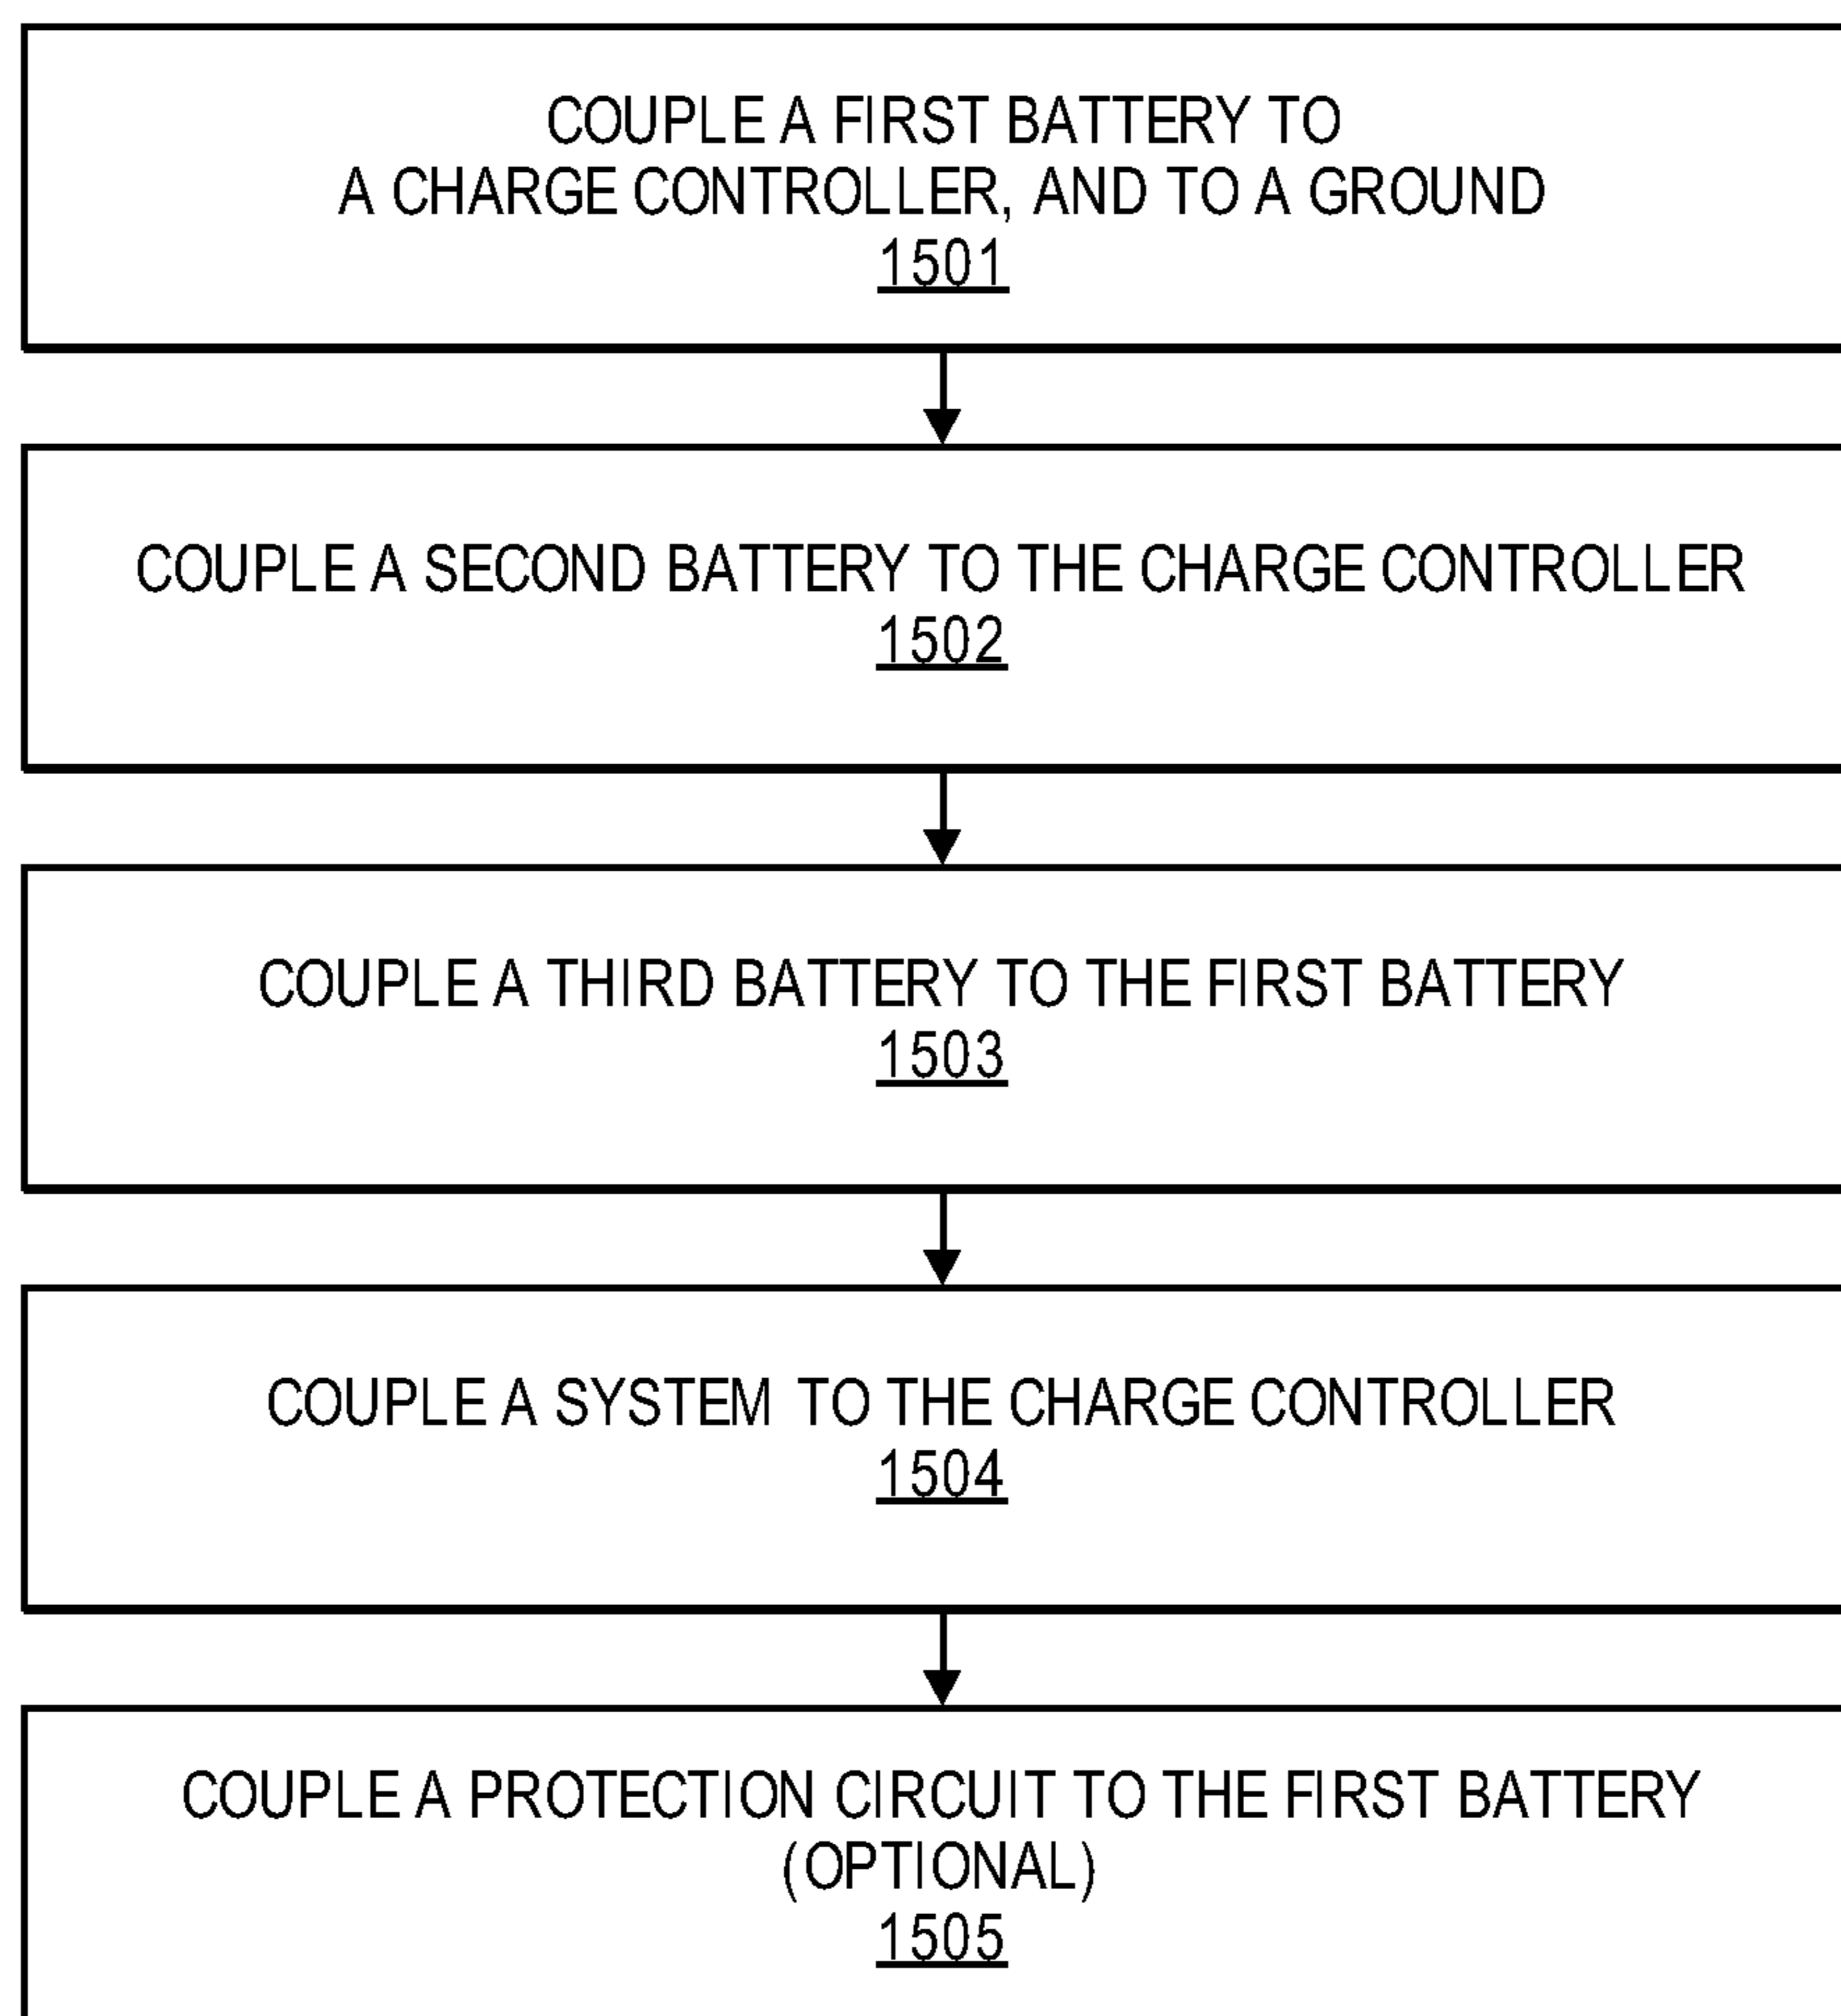 COUPLE A FIRST BATTERY TO
A CHARGE CONTROLLER, AND TO A GROUND
1501
COUPLE A SECOND BATTERY TO THE CHARGE CONTROLLER
1502
COUPLE A THIRD BATTERY TO THE FIRST BATTERY
1503
COUPLE A SYSTEM TO THE CHARGE CONTROLLER
1504
COUPLE A PROTECTION CIRCUIT TO THE FIRST BATTERY
(OPTIONAL)
1505